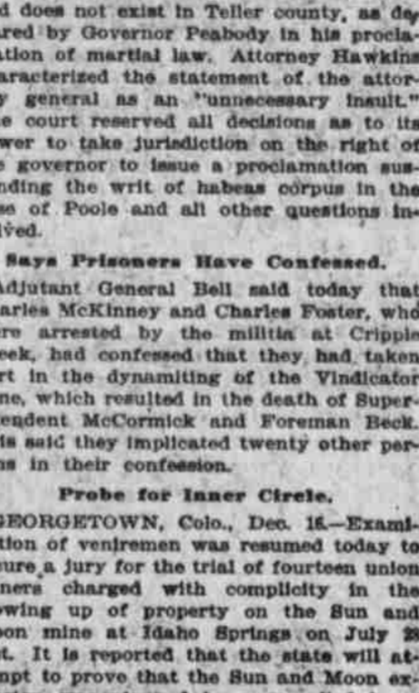 d does not exist in Teller county, as de-
ared by Governor Peabody in his procla-
ation of martial law. Attorney Hawkins
aracterized the statement of the attor-
y general as an "unnecessary insult."
e court reserved all decisions as to its
wer to take jurisdiction on the right of
e governor to issue a proclamation sus-
nding the writ of habeas corpus in the
se of Poole and all other questions in-
lved.
Says Prisoners Have Confessed.
Adjutant General Bell said today that
arles McKinney and Charles Foster, who
ere arrested by the militia at Cripple
eek, had confessed that they had taken
rt in the dynamiting of the Vindicator
ne, which resulted in the death of Super-
endent McCormick and Foreman Beck.
is said they implicated twenty other per-
ns in their confession.
Probe for Inner Circle.
GEORGETOWN, Colo., Dec. 16.—Exami-
tion of veniremen was resumed today to
ure a jury for the trial of fourteen union
ners charged with complicity in the
owing up of property on the Sun and
oon mine at Idaho Springs on July 28
t. It is reported that the state will at-
mpt to prove that the Sun and Moon ex-